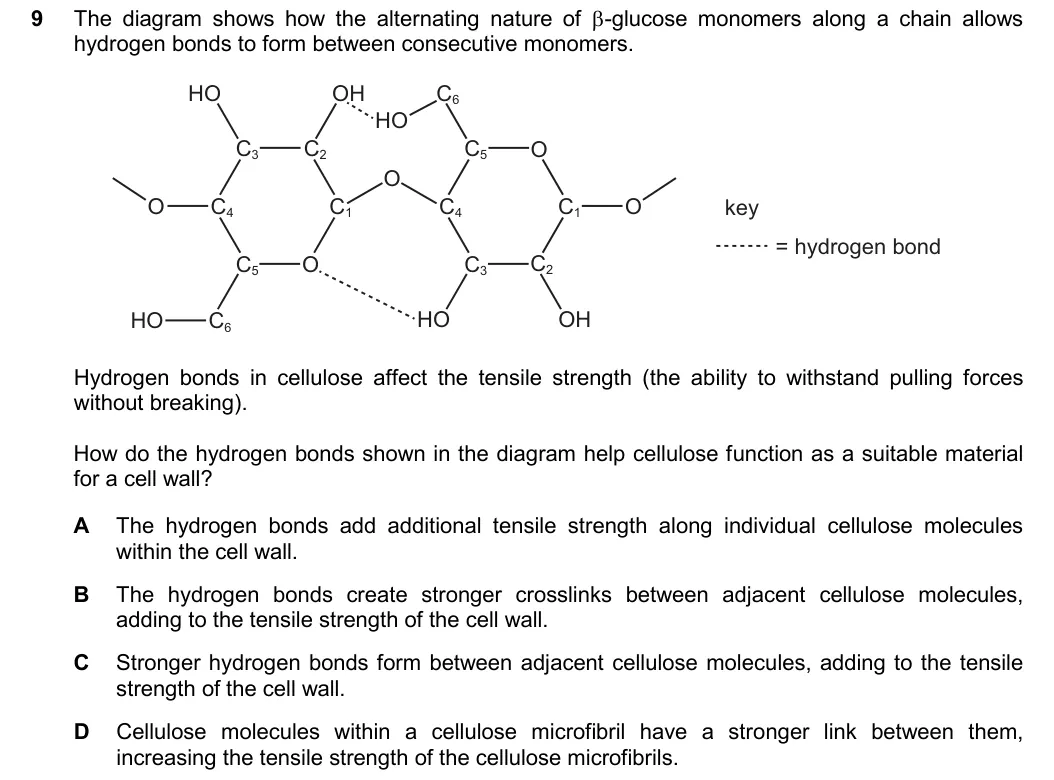 9 The diagram shows how the alternating nature of β-glucose monomers along a chain allows
hydrogen bonds to form between consecutive monomers.
HO OH C₆
HO
C₃ C₂ C₅ O
O
O C₄ C₁ C₄ C₁ O key
= hydrogen bond
C₅ O C₃ C₂
HO C₆ HO OH
Hydrogen bonds in cellulose affect the tensile strength (the ability to withstand pulling forces
without breaking).
How do the hydrogen bonds shown in the diagram help cellulose function as a suitable material
for a cell wall?
A The hydrogen bonds add additional tensile strength along individual cellulose molecules
within the cell wall.
B The hydrogen bonds create stronger crosslinks between adjacent cellulose molecules,
adding to the tensile strength of the cell wall.
C Stronger hydrogen bonds form between adjacent cellulose molecules, adding to the tensile
strength of the cell wall.
D Cellulose molecules within a cellulose microfibril have a stronger link between them,
increasing the tensile strength of the cellulose microfibrils.